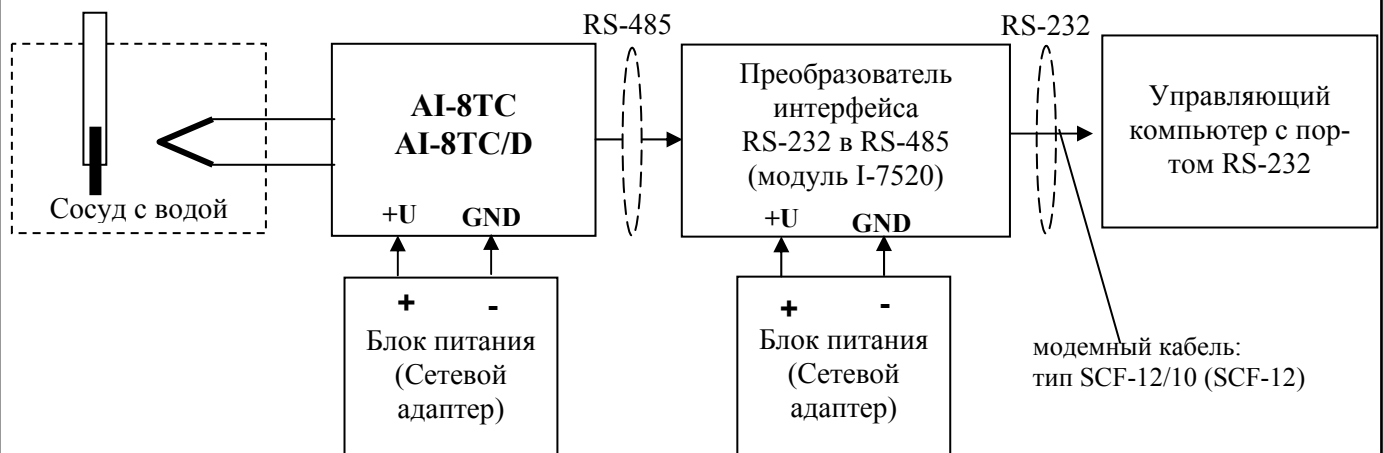 RS-485
RS-232
AI-8TC
AI-8TC/D
+U
GND
Сосуд с водой
Преобразователь
интерфейса
RS-232 в RS-485
(модуль I-7520)
+U
GND
Управляющий
компьютер с пор-
том RS-232
+
-
Блок питания
(Сетевой
адаптер)
+
-
Блок питания
(Сетевой
адаптер)
модемный кабель:
тип SCF-12/10 (SCF-12)